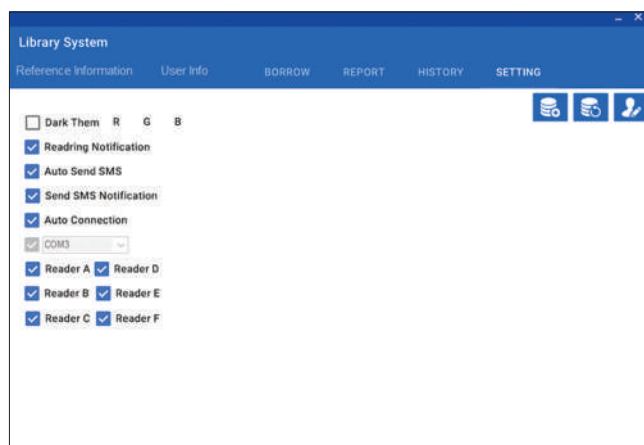 Library System
Reference Information User Info BORROW REPORT HISTORY SETTING
Dark Them R G B
Readring Notification
Auto Send SMS
Send SMS Notification
Auto Connection
COM3
Reader A Reader D
Reader B Reader E
Reader C Reader F